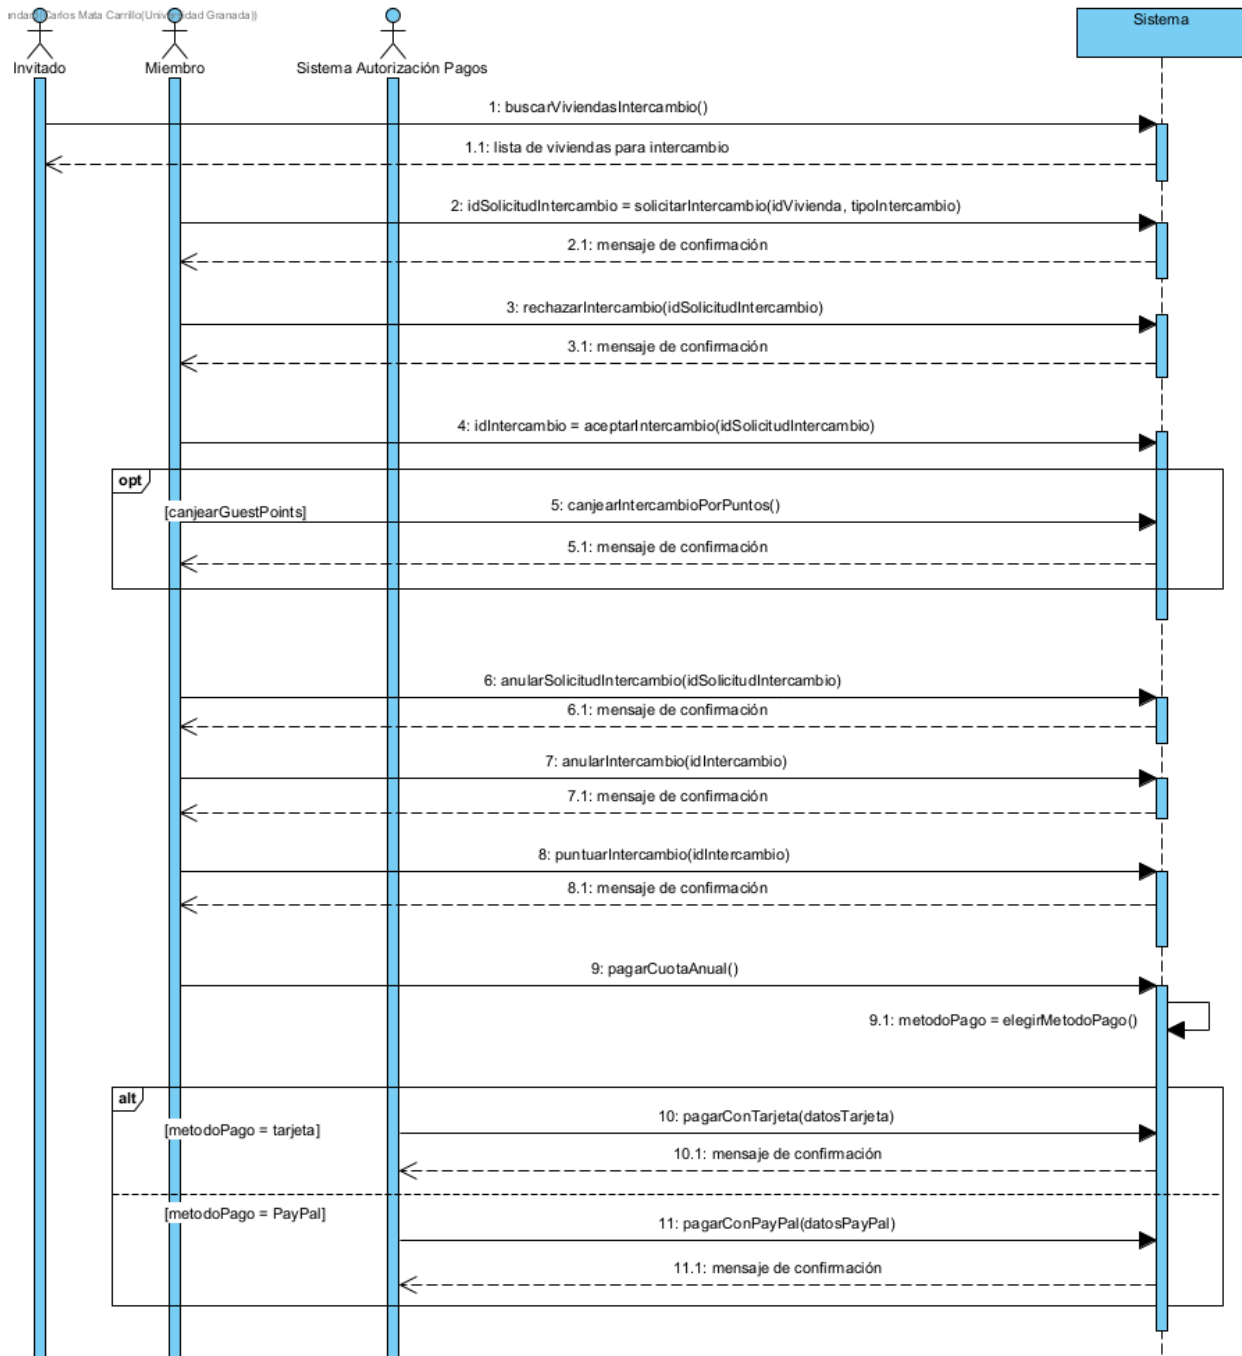 (Carlos Mata Carrillo(Universidad Granada))
Sistema
Invitado
Miembro
Sistema Autorización Pagos
1: buscarViviendasIntercambio()
1.1: lista de viviendas para intercambio
2: idSolicitudIntercambio = solicitarIntercambio(idVivienda, tipoIntercambio)
2.1: mensaje de confirmación
3: rechazarIntercambio(idSolicitudIntercambio)
3.1: mensaje de confirmación
4: idIntercambio = aceptarIntercambio(idSolicitudIntercambio)
opt
[canjearGuestPoints]
5: canjearIntercambioPorPuntos()
5.1: mensaje de confirmación
6: anularSolicitudIntercambio(idSolicitudIntercambio)
6.1: mensaje de confirmación
7: anularIntercambio(idIntercambio)
7.1: mensaje de confirmación
8: puntuarIntercambio(idIntercambio)
8.1: mensaje de confirmación
9: pagarCuotaAnual()
9.1: metodoPago = elegirMetodoPago()
alt
[metodoPago = tarjeta]
10: pagarConTarjeta(datosTarjeta)
10.1: mensaje de confirmación
[metodoPago = PayPal]
11: pagarConPayPal(datosPayPal)
11.1: mensaje de confirmación